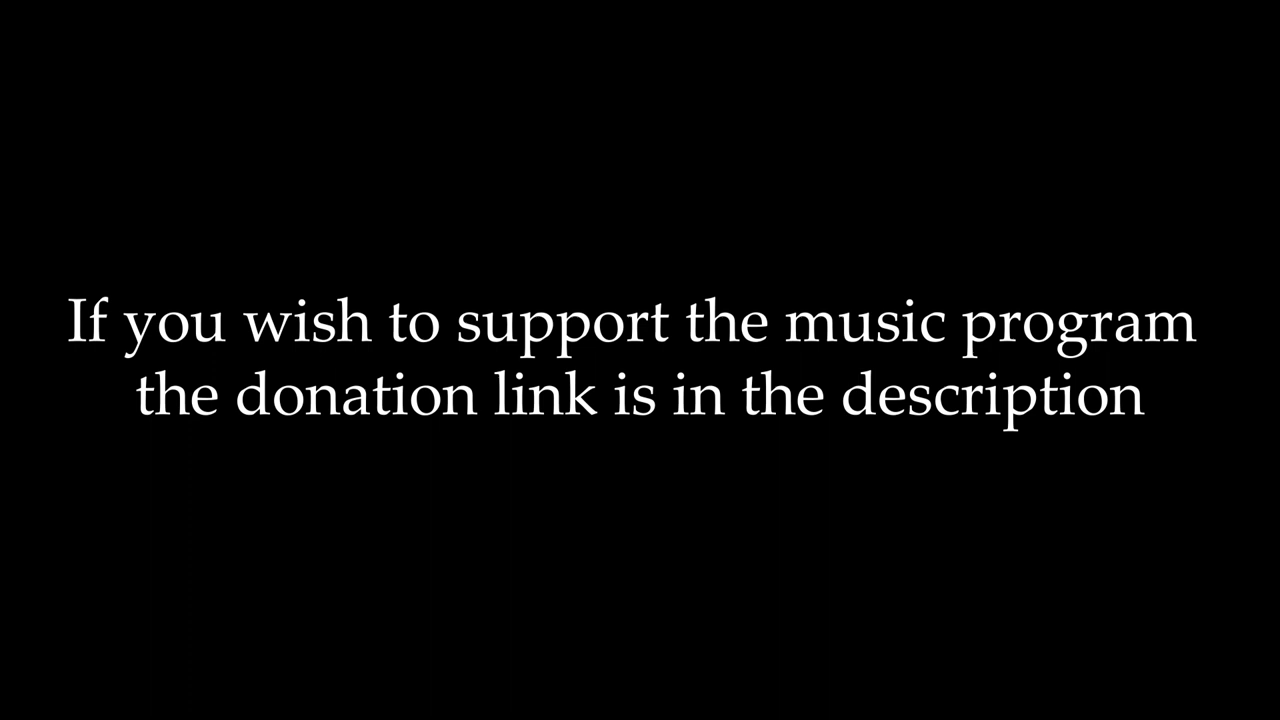 If you wish to support the music program
the donation link is in the description